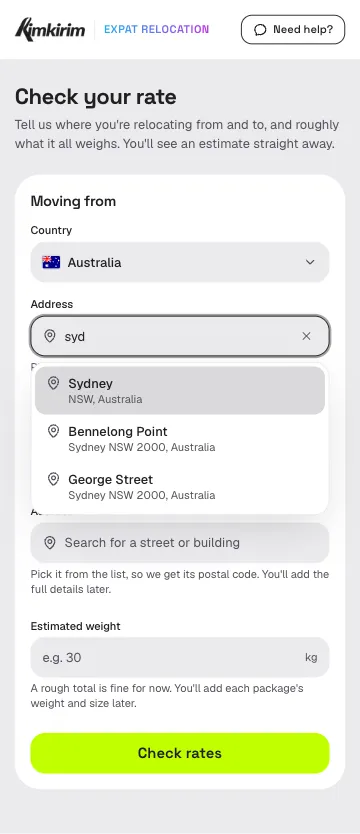 Kimkirim
EXPAT RELOCATION
Need help?
Check your rate
Tell us where you're relocating from and to, and roughly
what it all weighs. You'll see an estimate straight away.
Moving from
Country
Australia
Address
syd
Sydney
NSW, Australia
Bennelong Point
Sydney NSW 2000, Australia
George Street
Sydney NSW 2000, Australia
Search for a street or building
Pick it from the list, so we get its postal code. You'll add the
full details later.
Estimated weight
e.g. 30
kg
A rough total is fine for now. You'll add each package's
weight and size later.
Check rates